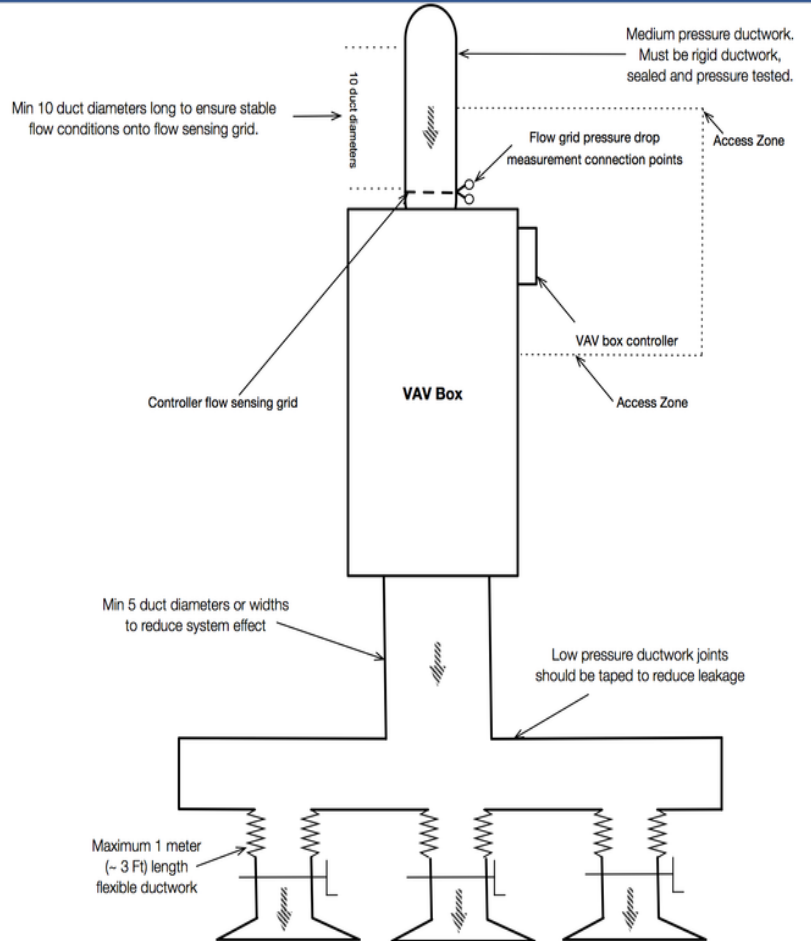 Medium pressure ductwork.
Must be rigid ductwork,
sealed and pressure tested.
10 duct diameters
Min 10 duct diameters long to ensure stable
flow conditions onto flow sensing grid.
Flow grid pressure drop
measurement connection points
Access Zone
VAV box controller
Controller flow sensing grid
VAV Box
Access Zone
Min 5 duct diameters or widths
to reduce system effect
Low pressure ductwork joints
should be taped to reduce leakage
Maximum 1 meter
(~ 3 Ft) length
flexible ductwork